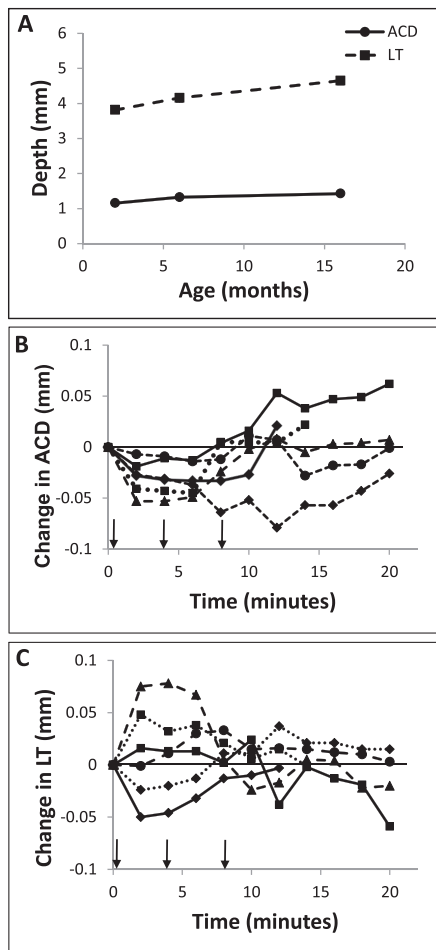 A
ACD
LT
6
5
4
3
2
1
0
Depth (mm)
0 5 10 15 20
Age (months)
B
0.1
0.05
0
-0.05
-0.1
Change in ACD (mm)
0 5 10 15 20
Time (minutes)
C
0.1
0.05
0
-0.05
-0.1
Change in LT (mm)
0 5 10 15 20
Time (minutes)